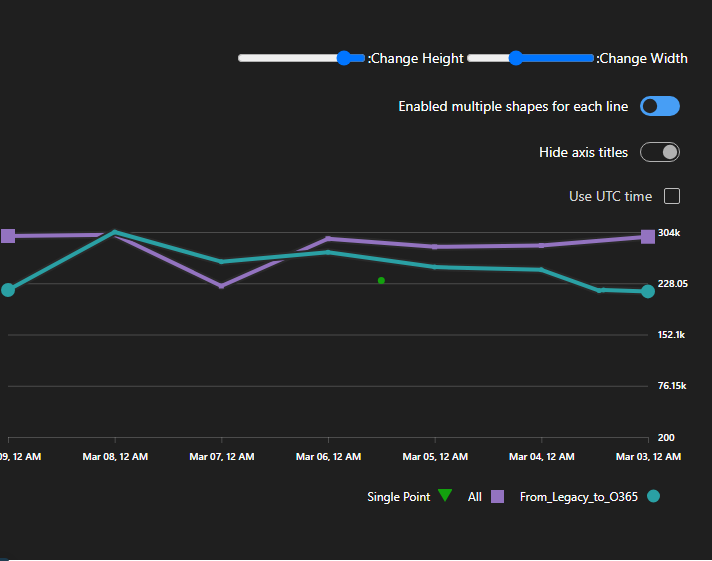 :Change Height :Change Width
Enabled multiple shapes for each line
Hide axis titles
Use UTC time
304k
228.05
152.1k
76.15k
200
09, 12 AM Mar 08, 12 AM Mar 07, 12 AM Mar 06, 12 AM Mar 05, 12 AM Mar 04, 12 AM Mar 03, 12 AM
Single Point All From_Legacy_to_O365